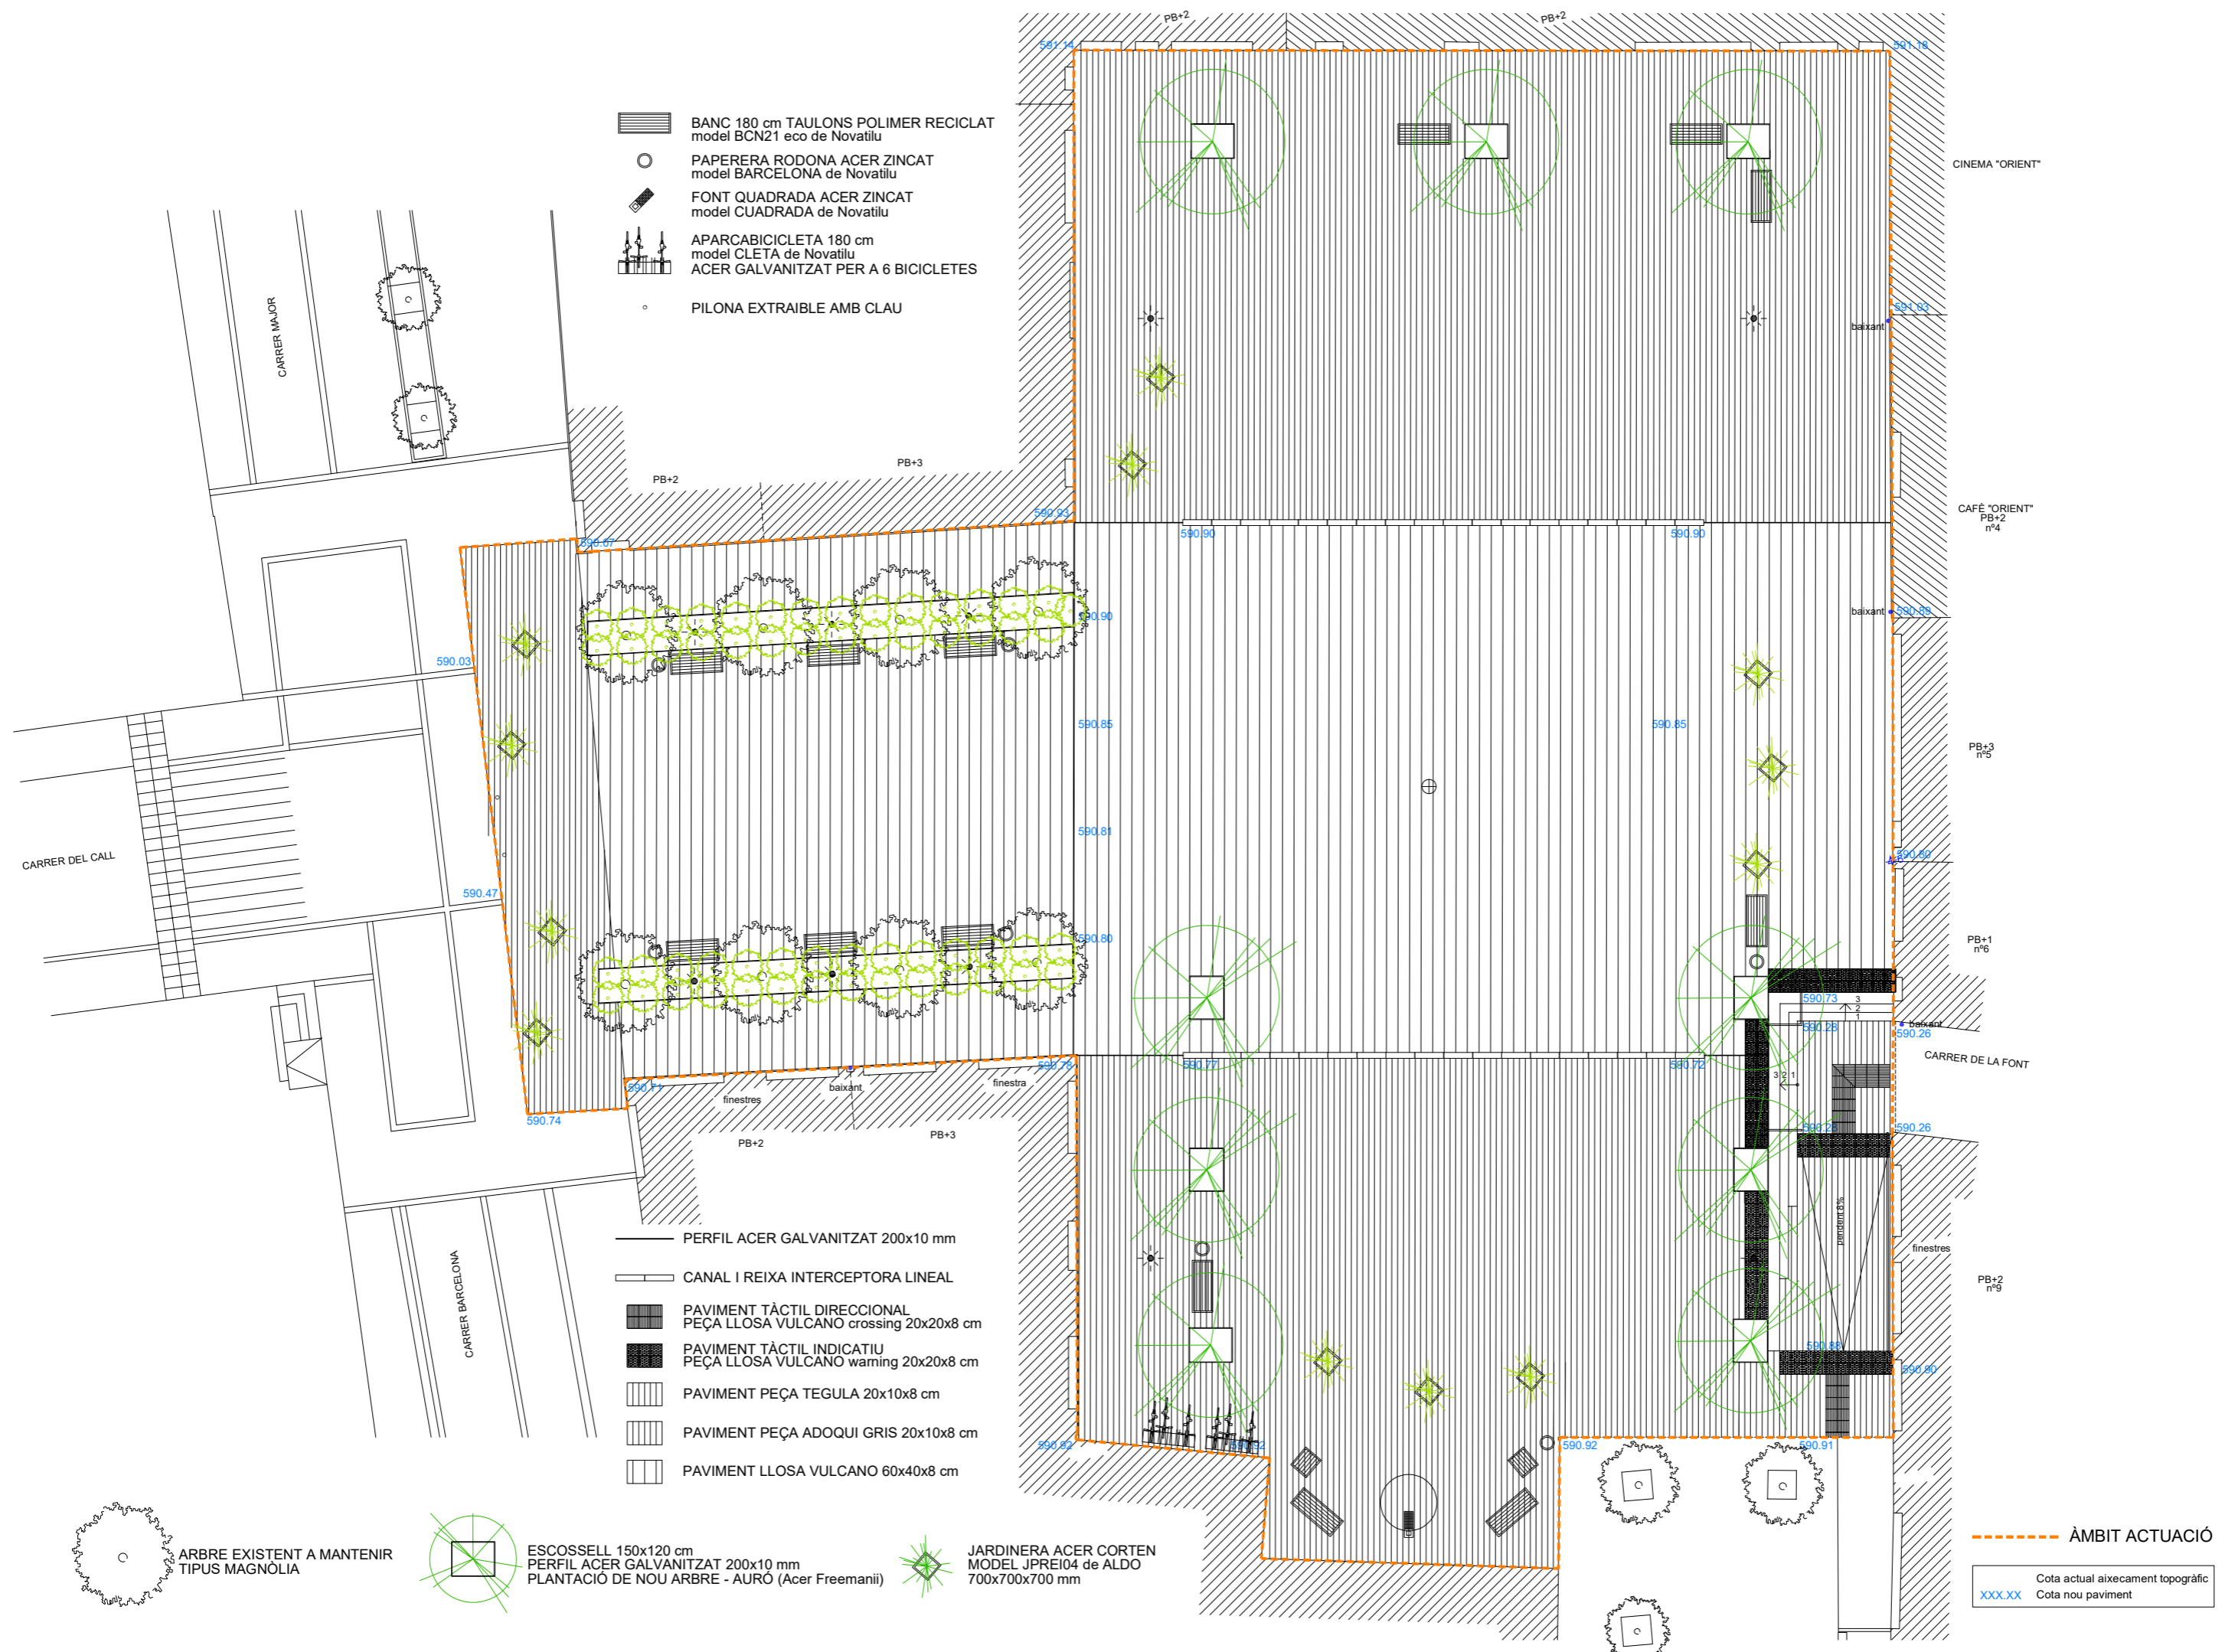 PB+2
PB+2
591.14
591.18
BANC 180 cm TAULONS POLIMER RECICLAT
model BCN21 eco de Novatilu
PAPERERA RODONA ACER ZINCAT
model BARCELONA de Novatilu
FONT QUADRADA ACER ZINCAT
model CUADRADA de Novatilu
APARCABICICLETA 180 cm
model CLETA de Novatilu
ACER GALVANITZAT PER A 6 BICICLETES
PILONA EXTRAIBLE AMB CLAU
CINEMA "ORIENT"
CARRER MAJOR
591.03
baixant
PB+3
PB+2
CAFÈ "ORIENT"
PB+2
nº4
590.93
590.90
590.90
590.67
baixant
590.89
590.90
590.03
590.85
590.85
PB+3
nº5
590.81
CARRER DEL CALL
590.80
590.47
590.80
PB+1
nº6
590.73
3
2
1
590.28
baixant
590.26
CARRER DE LA FONT
590.78
590.77
590.72
3 2 1
590.71
finestres
baixant
finestra
590.74
PB+2
PB+3
590.26
pendent 8%
finestres
PB+2
nº9
PERFIL ACER GALVANITZAT 200x10 mm
CANAL I REIXA INTERCEPTORA LINEAL
PAVIMENT TÀCTIL DIRECCIONAL
PEÇA LLOSA VULCANO crossing 20x20x8 cm
PAVIMENT TÀCTIL INDICATIU
PEÇA LLOSA VULCANO warning 20x20x8 cm
PAVIMENT PEÇA TEGULA 20x10x8 cm
PAVIMENT PEÇA ADOQUI GRIS 20x10x8 cm
PAVIMENT LLOSA VULCANO 60x40x8 cm
CARRER BARCELONA
590.88
590.90
590.92
590.92
590.92
590.91
ARBRE EXISTENT A MANTENIR
TIPUS MAGNÒLIA
ESCOSSELL 150x120 cm
PERFIL ACER GALVANITZAT 200x10 mm
PLANTACIÓ DE NOU ARBRE - AURÓ (Acer Freemanii)
JARDINERA ACER CORTEN
MODEL JPREI04 de ALDO
700x700x700 mm
ÀMBIT ACTUACIÓ
Cota actual aixecament topogràfic
XXX.XX Cota nou paviment